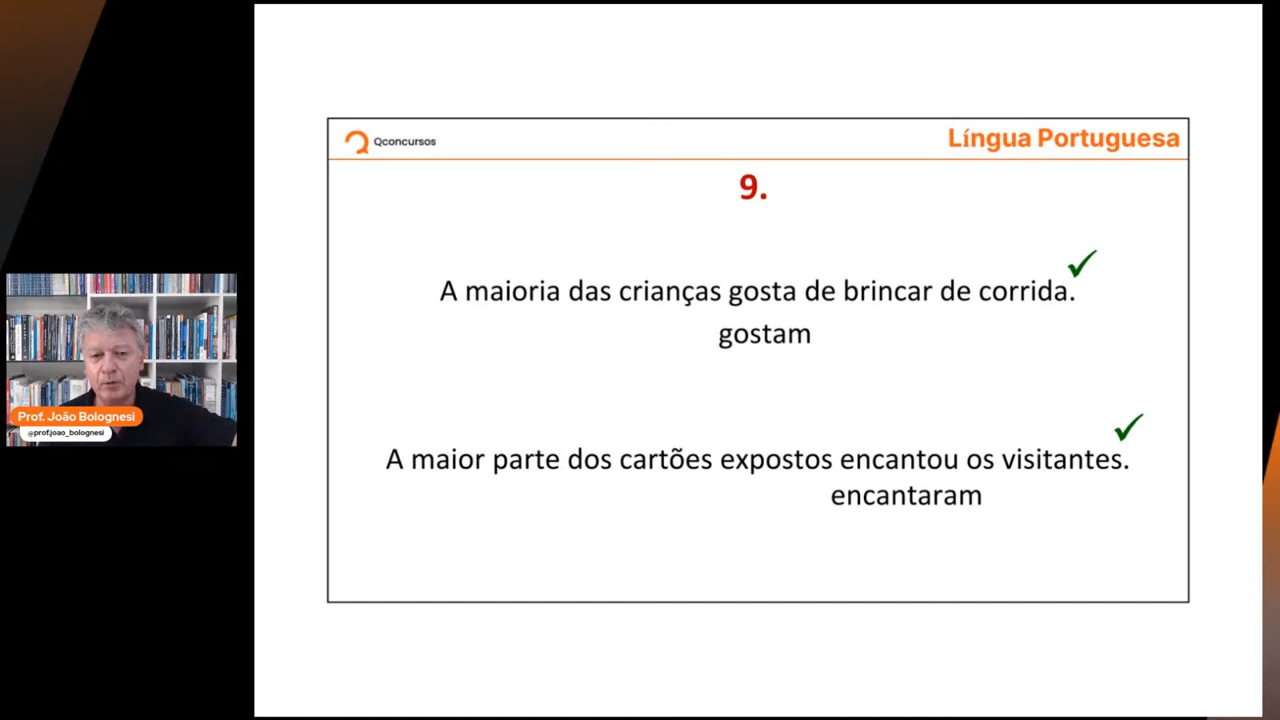 Qconcursos
Língua Portuguesa
9.
A maioria das crianças gosta de brincar de corrida.
gostam
A maior parte dos cartões expostos encantou os visitantes.
encantaram
Prof. João Bolognesi
@prof.joao_bolognesi